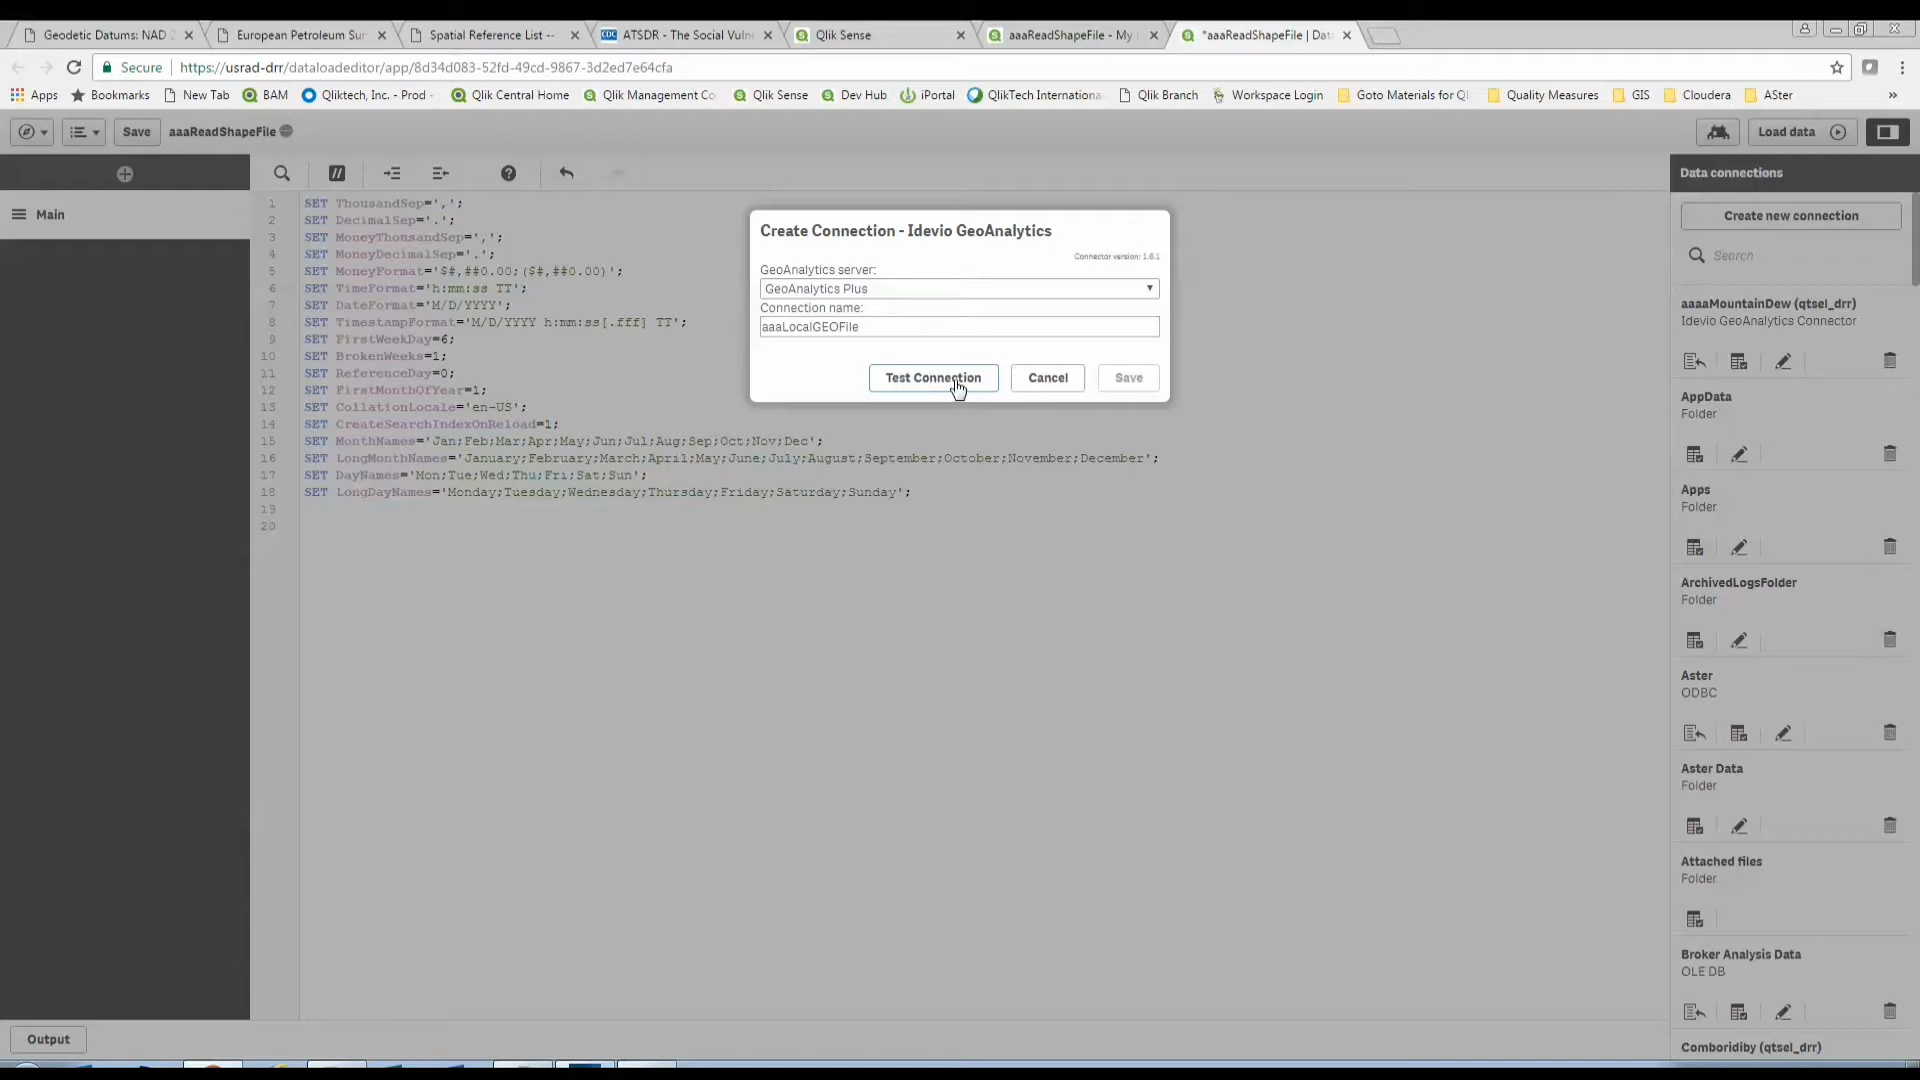 Geodetic Datums: NAD 2
European Petroleum Sur
Spatial Reference List --
ATSDR - The Social Vuln
Qlik Sense
aaaReadShapeFile - My
*aaaReadShapeFile | Data
Secure
https://usrad-drr/dataloadeditor/app/8d34d083-52fd-49cd-9867-3d2ed7e64cfa
Apps
Bookmarks
New Tab
BAM
Qliktech, Inc. - Prod -
Qlik Central Home
Qlik Management Co
Qlik Sense
Dev Hub
iPortal
QlikTech Internationa
Qlik Branch
Workspace Login
Goto Materials for Ql
Quality Measures
GIS
Cloudera
ASter
»
Save
aaaReadShapeFile
Load data
Main
Data connections
Create new connection
Search
1 SET ThousandSep=',';
2 SET DecimalSep='.';
3 SET MoneyThousandSep=',';
4 SET MoneyDecimalSep='.';
5 SET MoneyFormat='$#,##0.00;($#,##0.00)';
6 SET TimeFormat='h:mm:ss TT';
7 SET DateFormat='M/D/YYYY';
8 SET TimestampFormat='M/D/YYYY h:mm:ss[.fff] TT';
9 SET FirstWeekDay=6;
10 SET BrokenWeeks=1;
11 SET ReferenceDay=0;
12 SET FirstMonthOfYear=1;
13 SET CollationLocale='en-US';
14 SET CreateSearchIndexOnReload=1;
15 SET MonthNames='Jan;Feb;Mar;Apr;May;Jun;Jul;Aug;Sep;Oct;Nov;Dec';
16 SET LongMonthNames='January;February;March;April;May;June;July;August;September;October;November;December';
17 SET DayNames='Mon;Tue;Wed;Thu;Fri;Sat;Sun';
18 SET LongDayNames='Monday;Tuesday;Wednesday;Thursday;Friday;Saturday;Sunday';
19
20
Create Connection - Idevio GeoAnalytics
Connector version: 1.6.1
GeoAnalytics server:
GeoAnalytics Plus
Connection name:
aaaLocalGEOFile
Test Connection
Cancel
Save
aaaaMountainDew (qtsel_drr)
Idevio GeoAnalytics Connector
AppData
Folder
Apps
Folder
ArchivedLogsFolder
Folder
Aster
ODBC
Aster Data
Folder
Attached files
Folder
Broker Analysis Data
OLE DB
Comboridiby (qtsel_drr)
Output